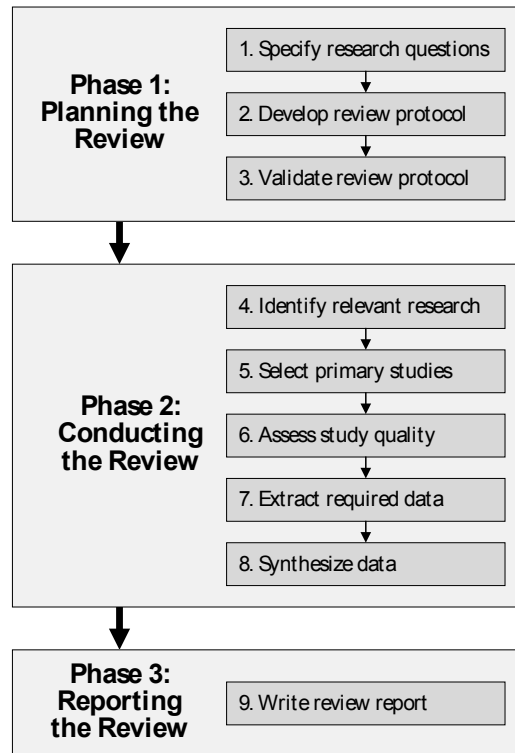 Phase 1:
Planning the
Review
1. Specify research questions
2. Develop review protocol
3. Validate review protocol
Phase 2:
Conducting
the Review
4. Identify relevant research
5. Select primary studies
6. Assess study quality
7. Extract required data
8. Synthesize data
Phase 3:
Reporting
the Review
9. Write review report